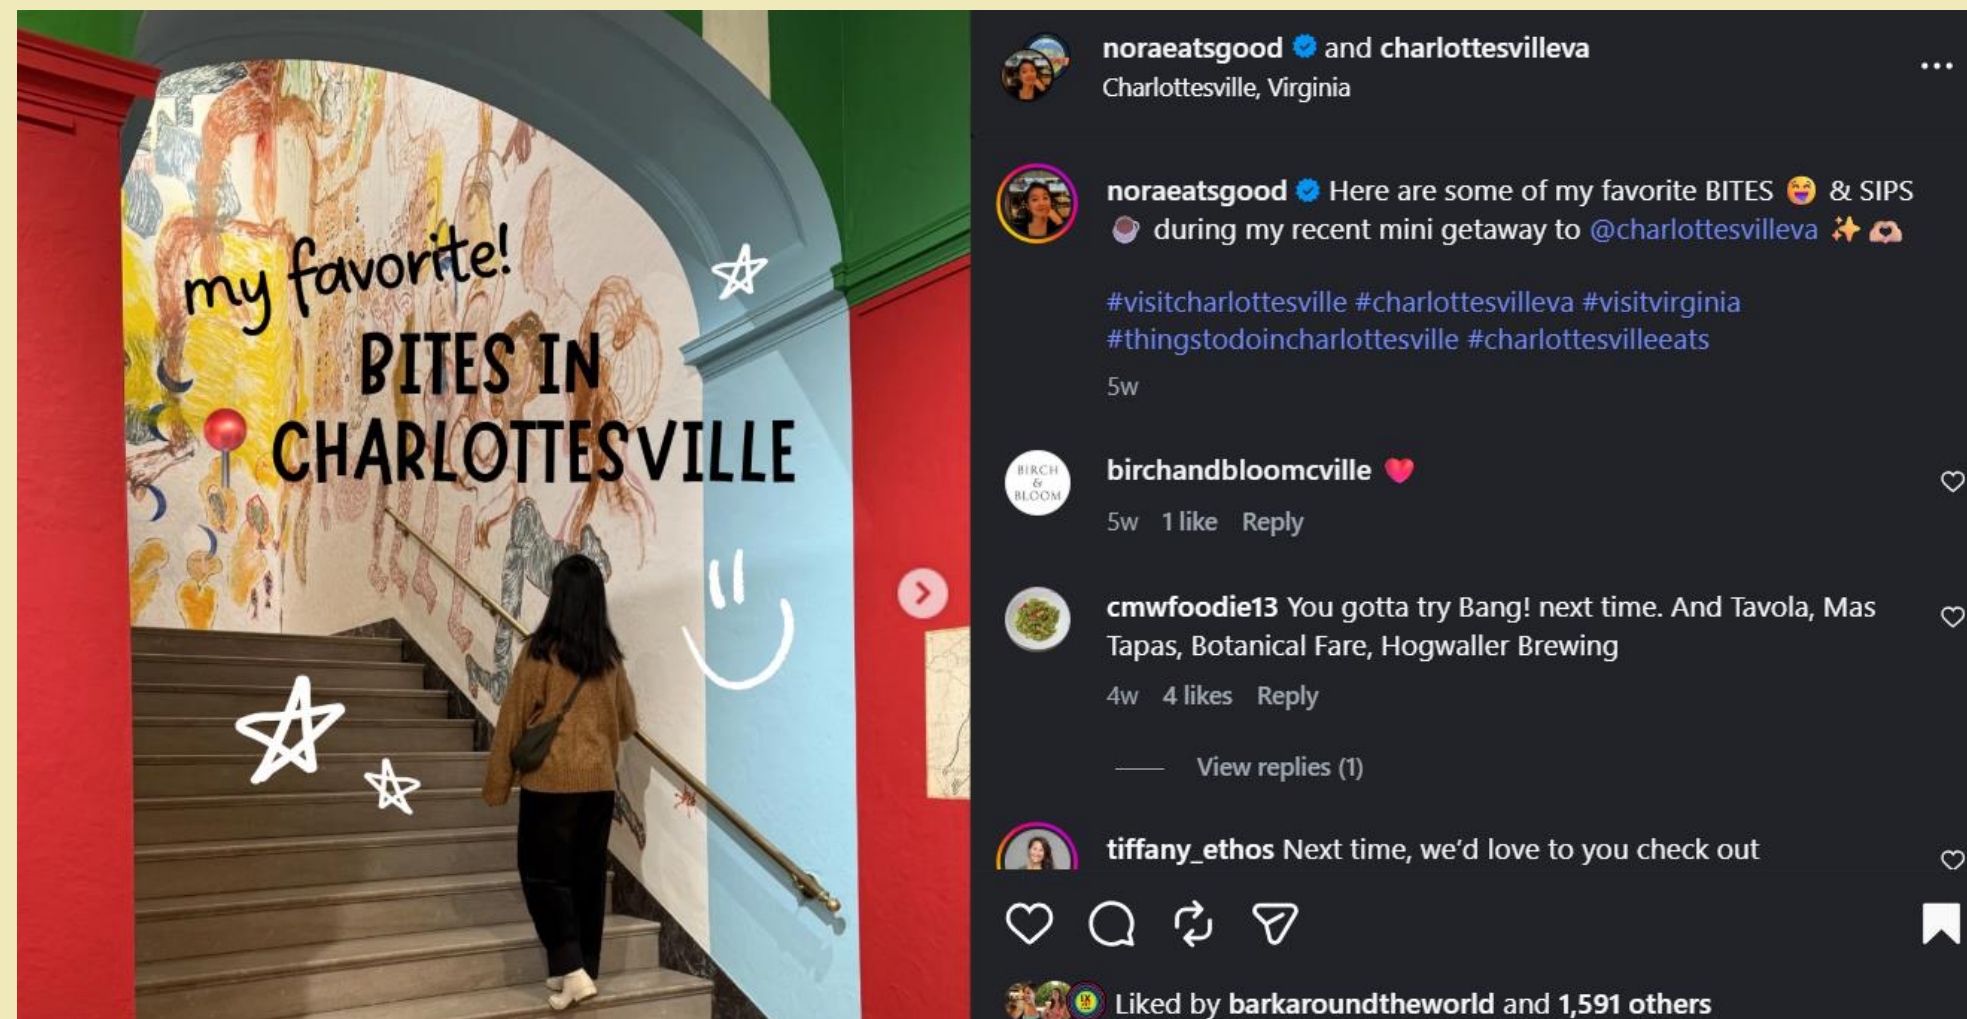 my favorite!
BITES IN
CHARLOTTESVILLE
noraeatsgood and charlottesvilleva
Charlottesville, Virginia
noraeatsgood Here are some of my favorite BITES 😝 & SIPS
☕ during my recent mini getaway to @charlottesvilleva ✨ 🫶🏼
#visitcharlottesville #charlottesvilleva #visitvirginia
#thingstodoincharlottesville #charlottesvilleeats
5w
BIRCH
&
BLOOM
birchandbloomcville ❤️
5w 1 like Reply
cmwfoodie13 You gotta try Bang! next time. And Tavola, Mas
Tapas, Botanical Fare, Hogwaller Brewing
4w 4 likes Reply
View replies (1)
tiffany_ethos Next time, we'd love to you check out
Liked by barkaroundtheworld and 1,591 others